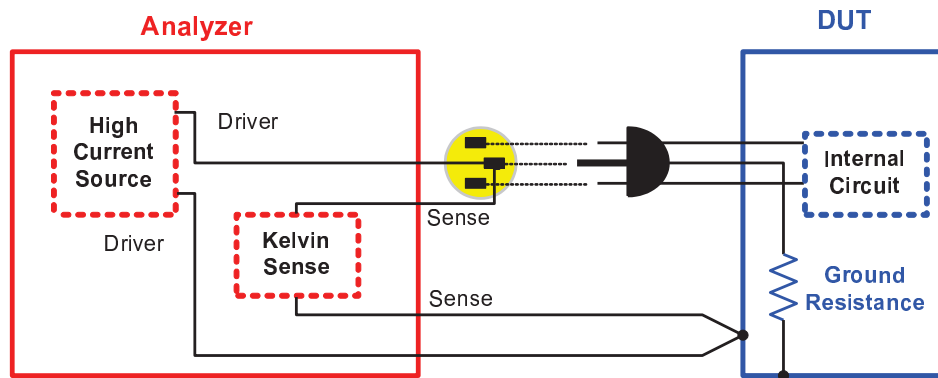 Analyzer
DUT
High
Current
Source
Driver
Driver
Kelvin
Sense
Sense
Sense
Internal
Circuit
Ground
Resistance